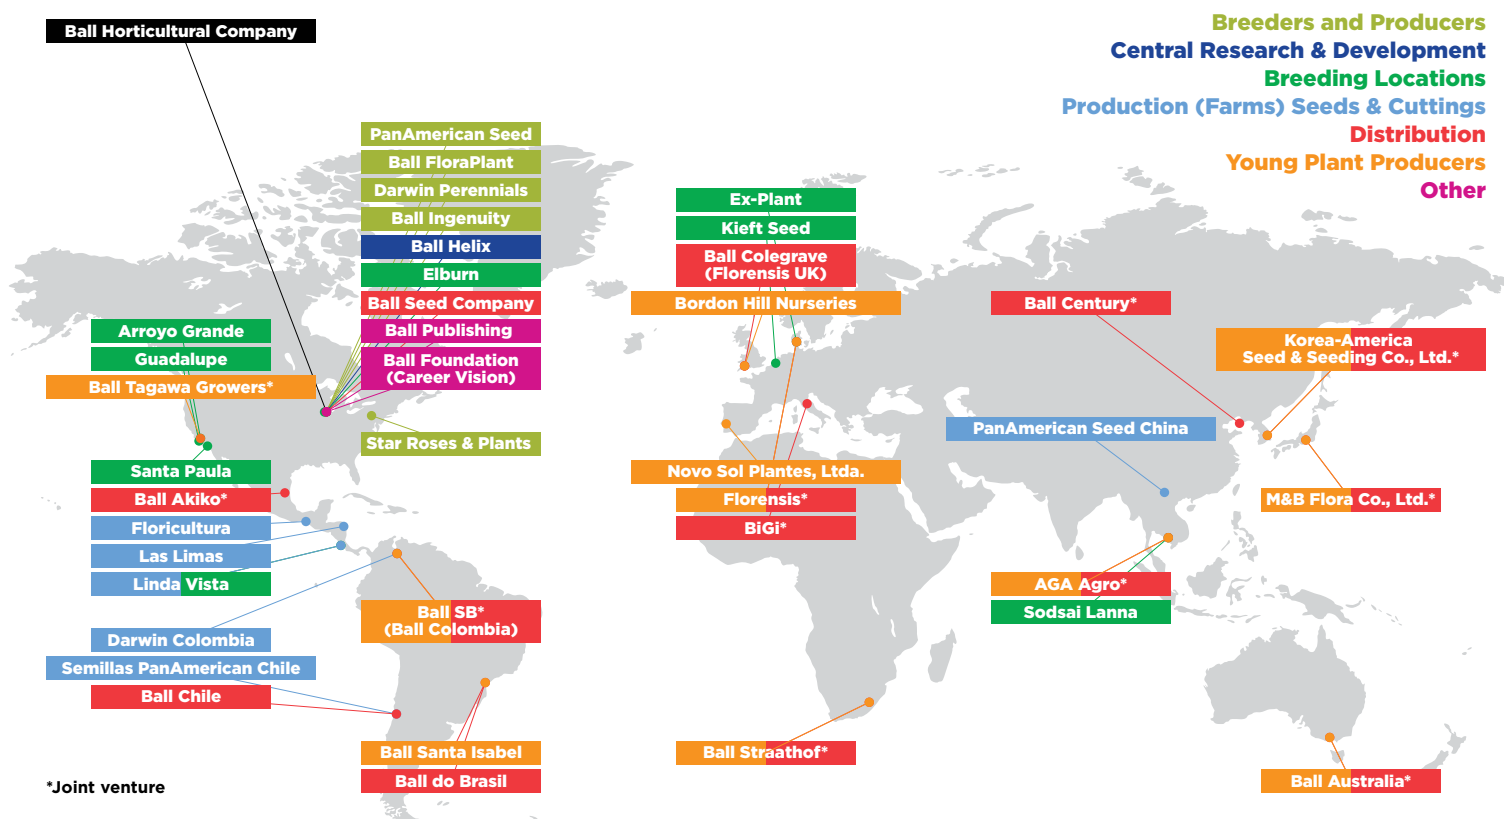 Ball Horticultural Company
Breeders and Producers
Central Research & Development
Breeding Locations
Production (Farms) Seeds & Cuttings
Distribution
Young Plant Producers
Other
PanAmerican Seed
Ball FloraPlant
Darwin Perennials
Ball Ingenuity
Ball Helix
Elburn
Ball Seed Company
Ball Publishing
Ball Foundation
(Career Vision)
Star Roses & Plants
Arroyo Grande
Guadalupe
Ball Tagawa Growers*
Santa Paula
Ball Akiko*
Floricultura
Las Limas
Linda Vista
Darwin Colombia
Semillas PanAmerican Chile
Ball Chile
Ball SB*
(Ball Colombia)
Ball Santa Isabel
Ball do Brasil
Ex-Plant
Kieft Seed
Ball Colegrave
(Florensis UK)
Bordon Hill Nurseries
Novo Sol Plantes, Ltda.
Florensis*
BiGi*
Ball Straathof*
Ball Century*
Korea-America
Seed & Seeding Co., Ltd.*
PanAmerican Seed China
M&B Flora Co., Ltd.*
AGA Agro*
Sodsai Lanna
Ball Australia*
*Joint venture